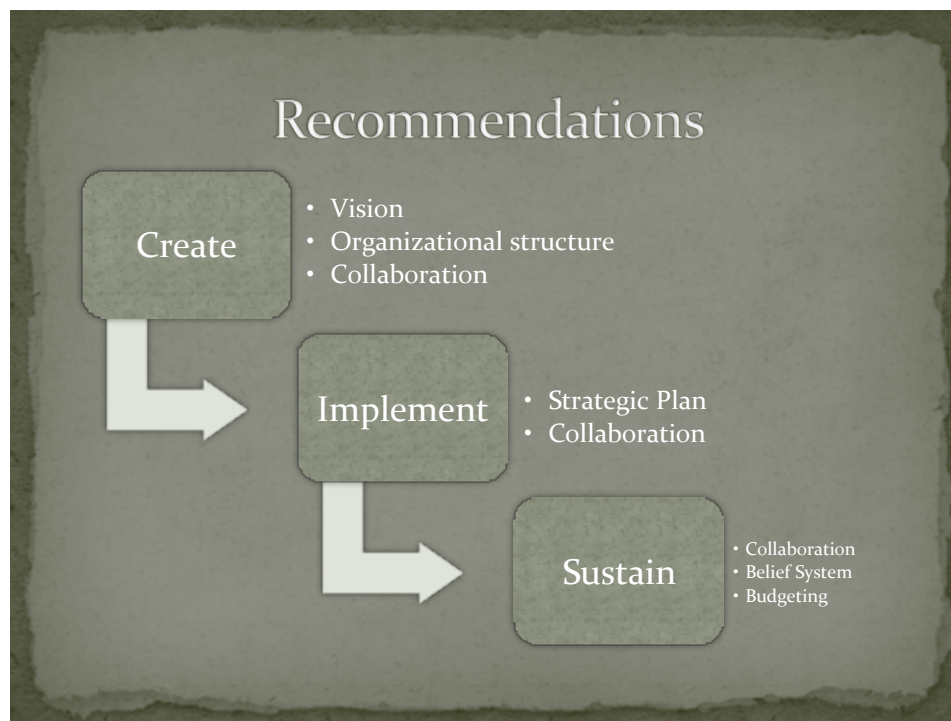 Recommendations
Create
• Vision
• Organizational structure
• Collaboration
Implement
• Strategic Plan
• Collaboration
Sustain
• Collaboration
• Belief System
• Budgeting